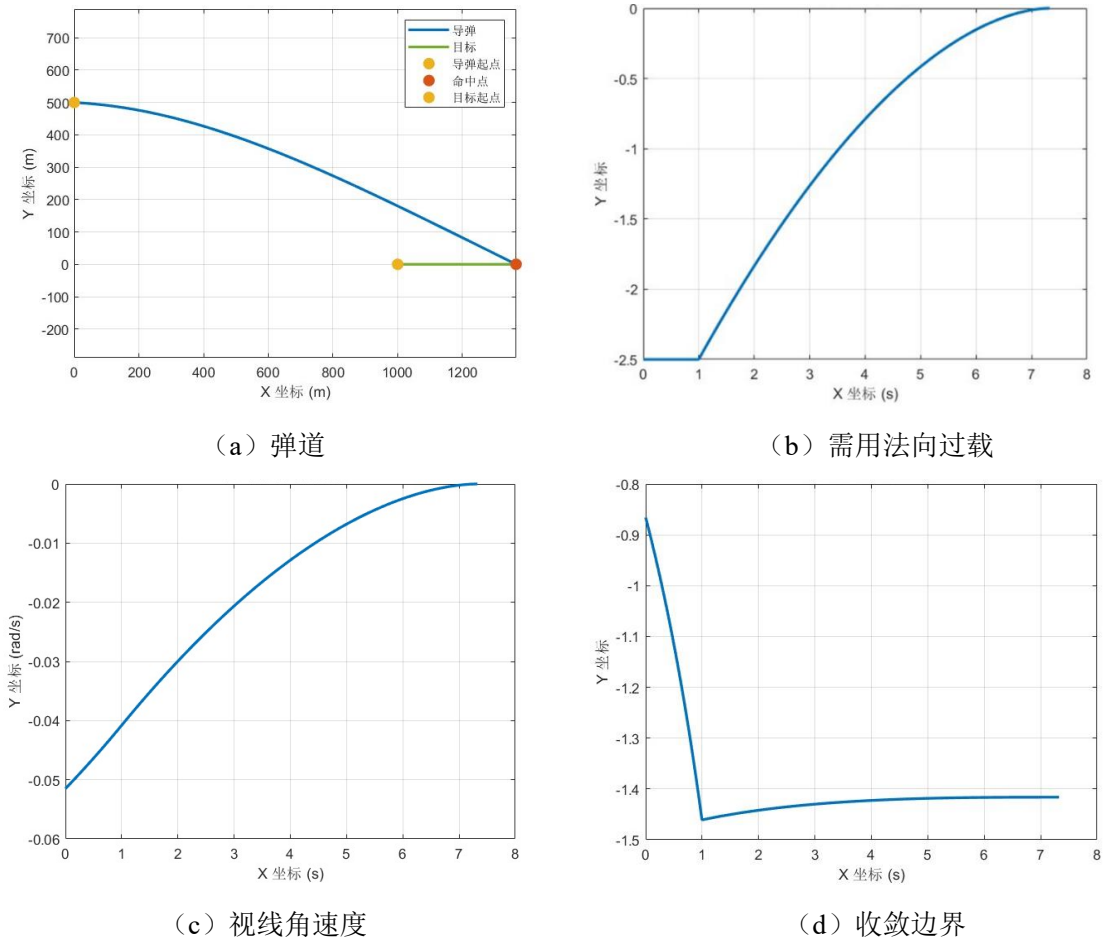 700
600
500
400
300
200
100
0
-100
-200
Y 坐标 (m)
0 200 400 600 800 1000 1200
X 坐标 (m)
导弹
目标
导弹起点
命中点
目标起点
(a)弹道
0
-0.5
-1
-1.5
-2
-2.5
Y 坐标
0 1 2 3 4 5 6 7 8
X 坐标 (s)
(b)需用法向过载
0
-0.01
-0.02
-0.03
-0.04
-0.05
-0.06
Y 坐标 (rad/s)
0 1 2 3 4 5 6 7 8
X 坐标 (s)
(c)视线角速度
-0.8
-0.9
-1
-1.1
-1.2
-1.3
-1.4
-1.5
Y 坐标
0 1 2 3 4 5 6 7 8
X 坐标 (s)
(d)收敛边界